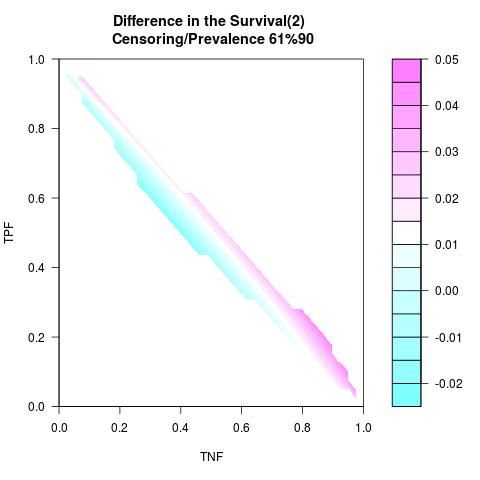 Difference in the Survival(2)
Censoring/Prevalence 61%90
1.0
0.8
0.6
0.4
0.2
0.0
TPF
0.0 0.2 0.4 0.6 0.8 1.0
TNF
0.05
0.04
0.03
0.02
0.01
0.00
-0.01
-0.02